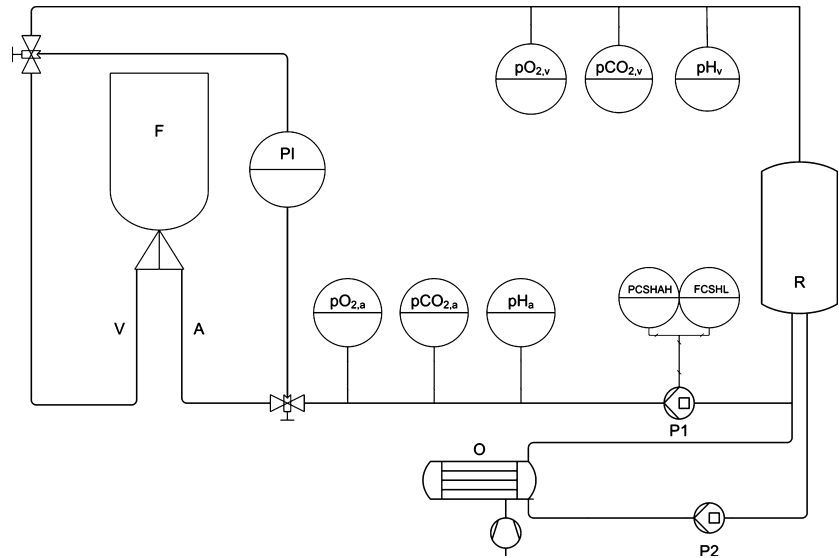 pO2,v
pCO2,v
pHv
F
PI
R
pO2,a
pCO2,a
pHa
PCSHAH
FCSHL
V
A
P1
O
P2